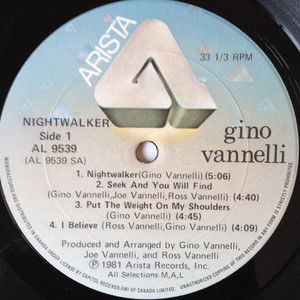 ARISTA
NIGHTWALKER
Side 1
AL 9539
(AL 9539 SA)
33 1/3 RPM
gino
vannelli
1. Nightwalker(Gino Vannelli) (5:06)
2. Seek And You Will Find
(Gino Vannelli,Joe Vannelli,Ross Vannelli) (4:40)
3. Put The Weight On My Shoulders
(Gino Vannelli) (4:45)
4. I Believe (Ross Vannelli,Gino Vannelli) (4:09)
Produced and Arranged by Gino Vannelli,
Joe Vannelli, and Ross Vannelli
Ⓟ1981 Arista Records, Inc.
All Selections M,A,L